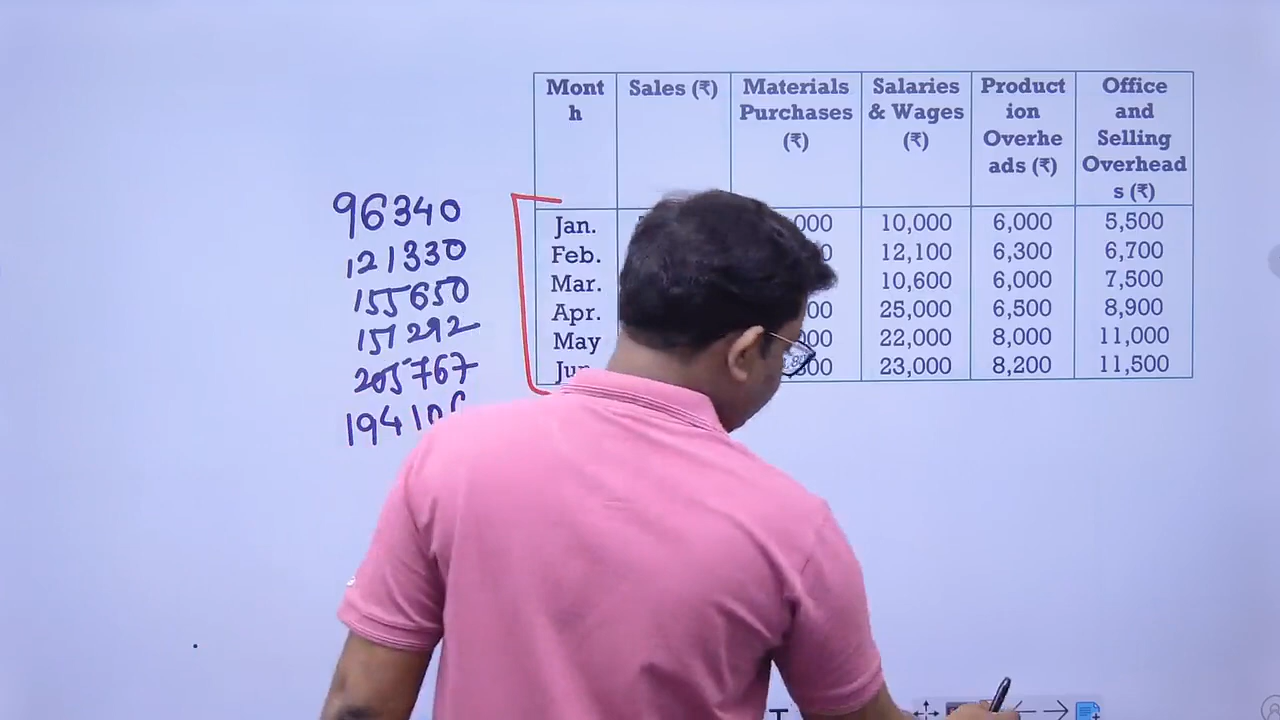 Mont
h
Sales (₹)
Materials
Purchases
(₹)
Salaries
& Wages
(₹)
Product
ion
Overhe
ads (₹)
Office
and
Selling
Overhead
s (₹)
Jan. 000 10,000 6,000 5,500
Feb. 12,100 6,300 6,700
Mar. 10,600 6,000 7,500
Apr. 25,000 6,500 8,900
May 22,000 8,000 11,000
23,000 8,200 11,500
96340
121330
155650
151292
205767